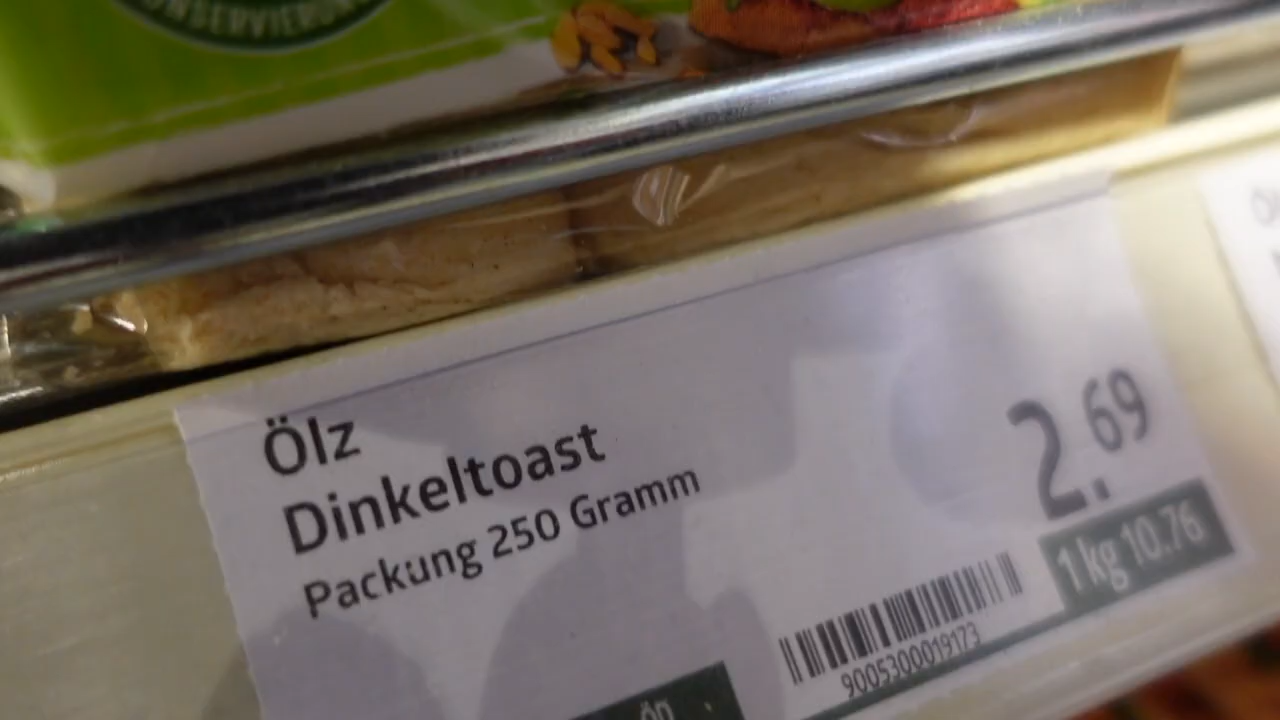 Ölz
Dinkeltoast
Packung 250 Gramm
2.69
1 kg 10.76
9005300019173